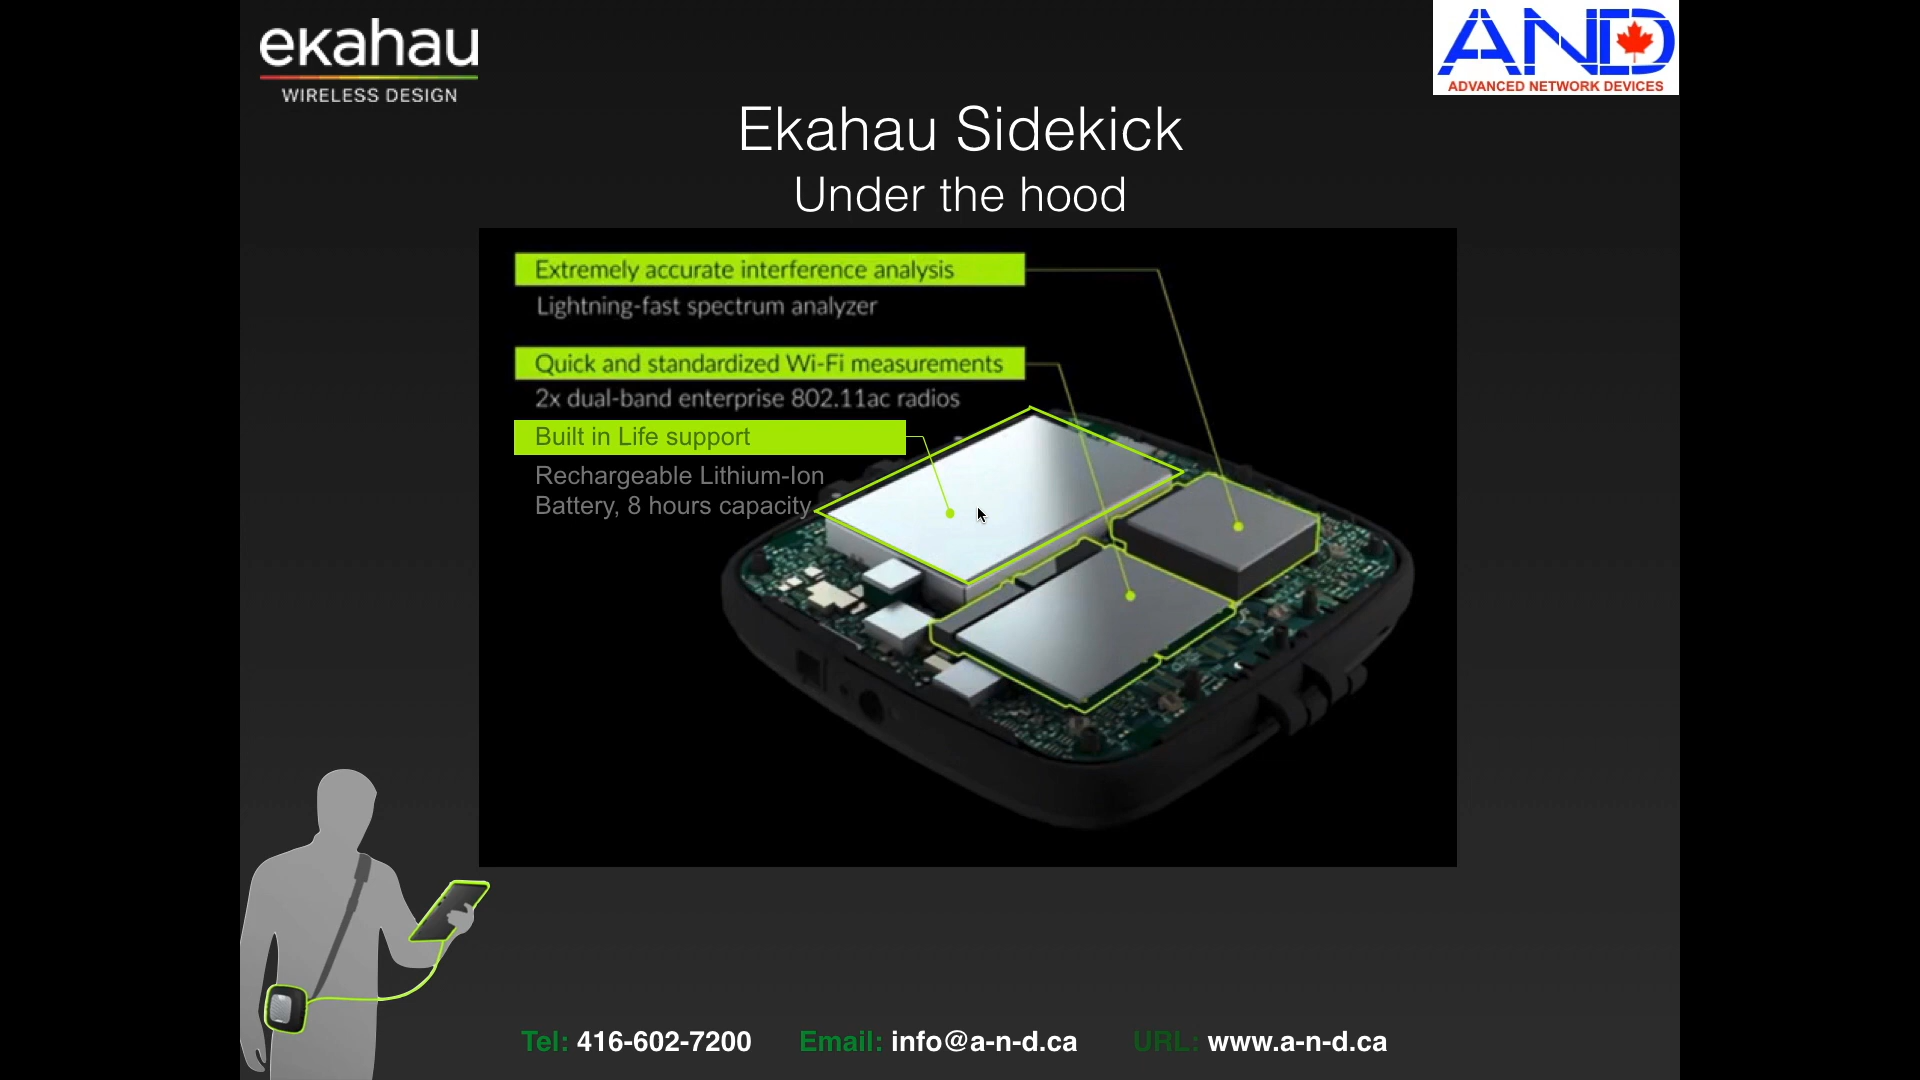 ekahau
WIRELESS DESIGN
AND
ADVANCED NETWORK DEVICES
Ekahau Sidekick
Under the hood
Extremely accurate interference analysis
Lightning-fast spectrum analyzer
Quick and standardized Wi-Fi measurements
2x dual-band enterprise 802.11ac radios
Built in Life support
Rechargeable Lithium-Ion
Battery, 8 hours capacity
Tel: 416-602-7200 Email: info@a-n-d.ca URL: www.a-n-d.ca